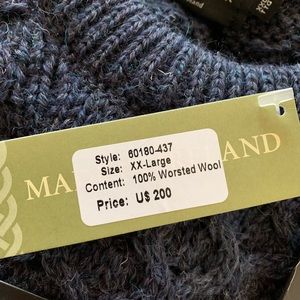 Style: 60180-437
Size: XX-Large
Content: 100% Worsted Wool
Price: U$ 200
MA
AND